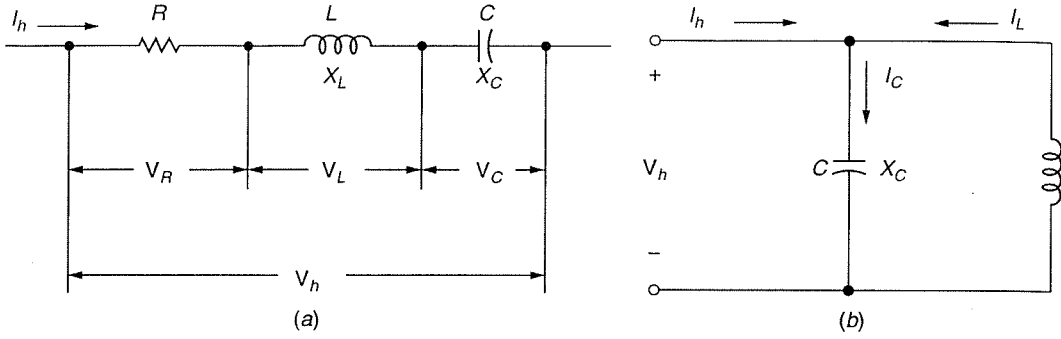 I_h R L C
X_L X_C
V_R V_L V_C
V_h
(a)
I_h I_L
+ I_C
V_h C X_C
–
(b)